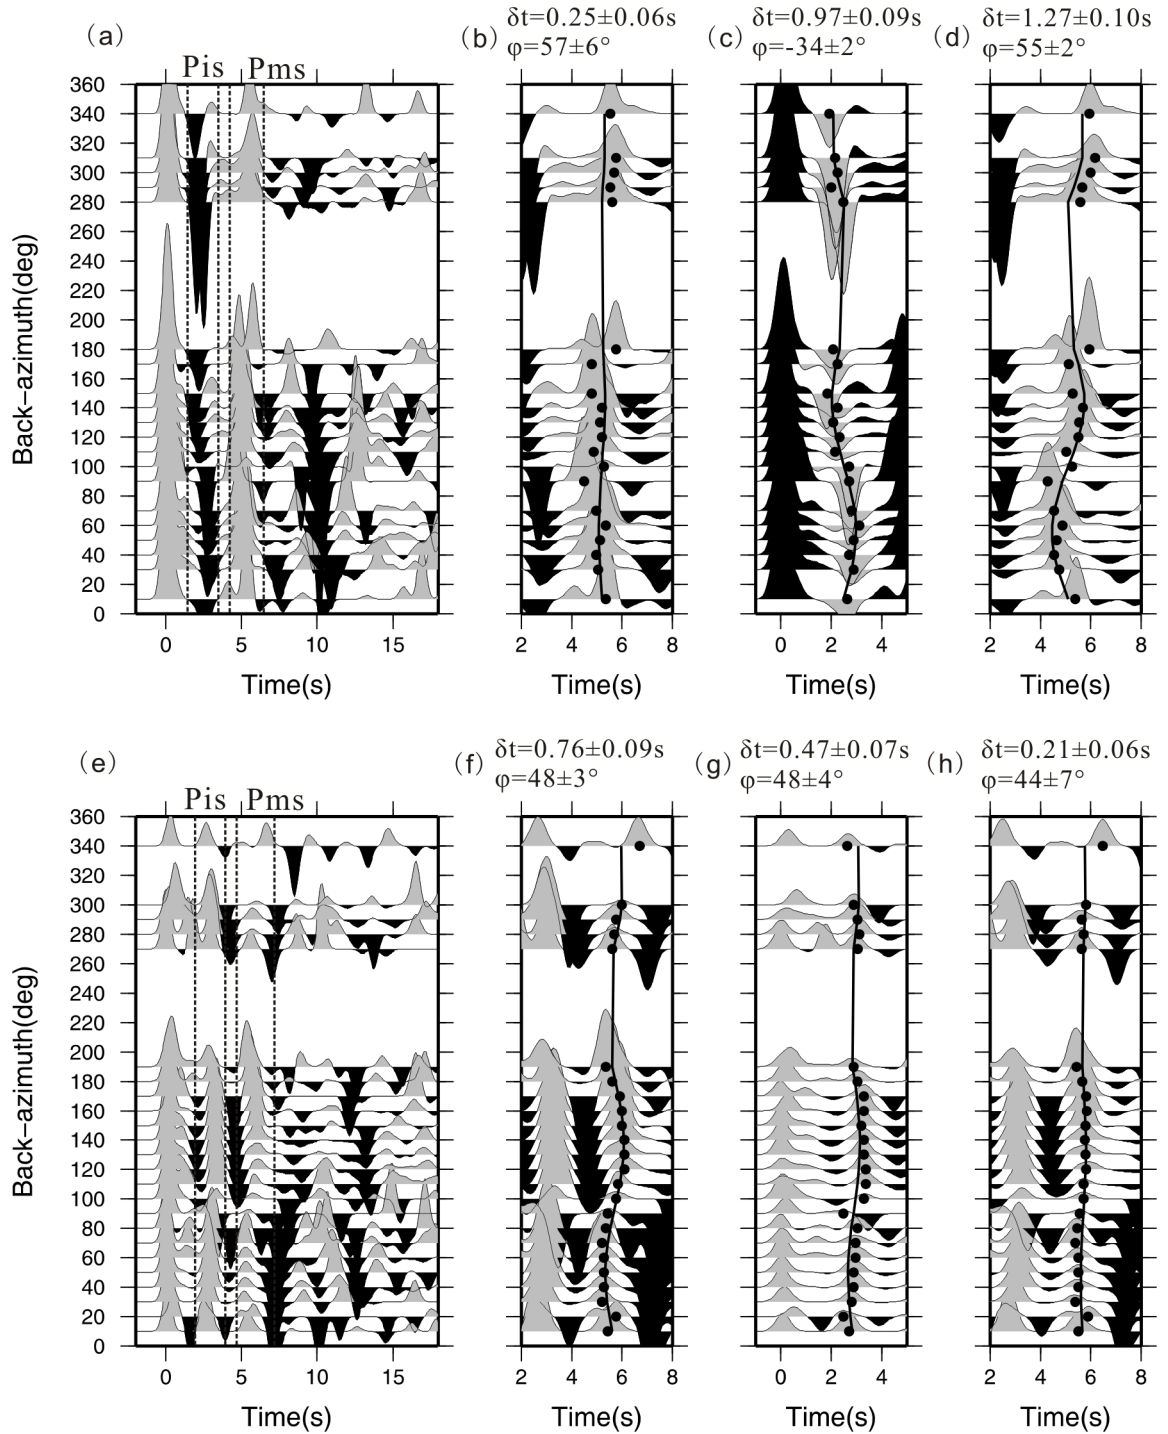 (a)
(b)
δt=0.25±0.06s
φ=57±6°
(c)
δt=0.97±0.09s
φ=-34±2°
(d)
δt=1.27±0.10s
φ=55±2°
Pis Pms
Back−azimuth(deg)
360
340
320
300
280
260
240
220
200
180
160
140
120
100
80
60
40
20
0
0 5 10 15
2 4 6 8
0 2 4
2 4 6 8
Time(s) Time(s) Time(s) Time(s)
(e)
(f)
δt=0.76±0.09s
φ=48±3°
(g)
δt=0.47±0.07s
φ=48±4°
(h)
δt=0.21±0.06s
φ=44±7°
Pis Pms
Back−azimuth(deg)
360
340
320
300
280
260
240
220
200
180
160
140
120
100
80
60
40
20
0
0 5 10 15
2 4 6 8
0 2 4
2 4 6 8
Time(s) Time(s) Time(s) Time(s)